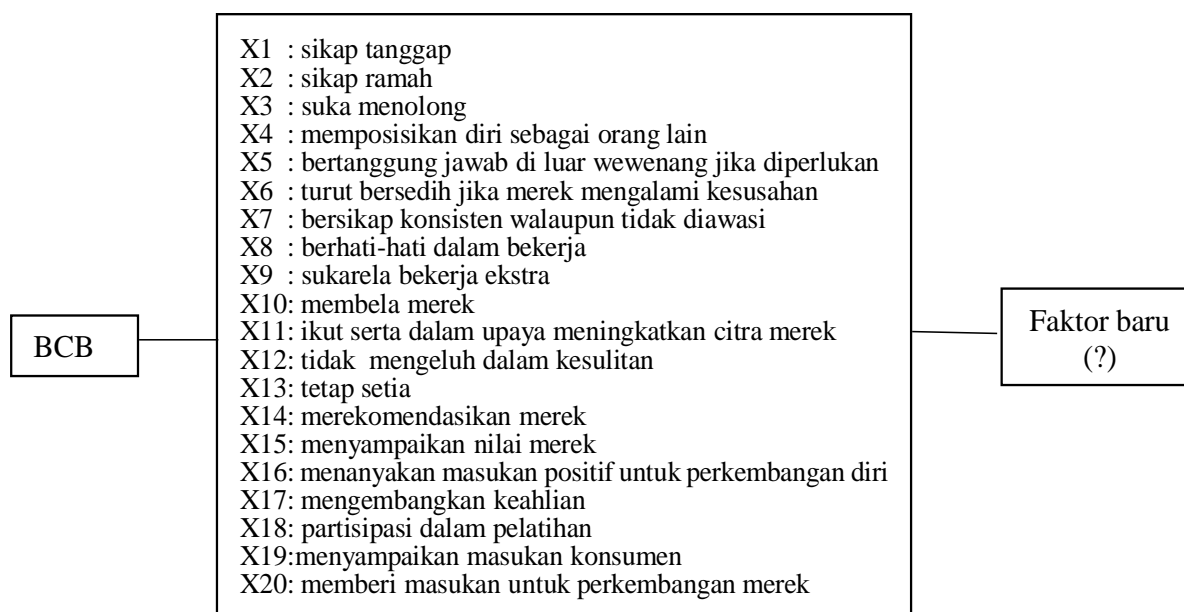 X1 : sikap tanggap
X2 : sikap ramah
X3 : suka menolong
X4 : memposisikan diri sebagai orang lain
X5 : bertanggung jawab di luar wewenang jika diperlukan
X6 : turut bersedih jika merek mengalami kesusahan
X7 : bersikap konsisten walaupun tidak diawasi
X8 : berhati-hati dalam bekerja
X9 : sukarela bekerja ekstra
X10: membela merek
X11: ikut serta dalam upaya meningkatkan citra merek
X12: tidak mengeluh dalam kesulitan
X13: tetap setia
X14: merekomendasikan merek
X15: menyampaikan nilai merek
X16: menanyakan masukan positif untuk perkembangan diri
X17: mengembangkan keahlian
X18: partisipasi dalam pelatihan
X19:menyampaikan masukan konsumen
X20: memberi masukan untuk perkembangan merek
BCB
Faktor baru
(?)